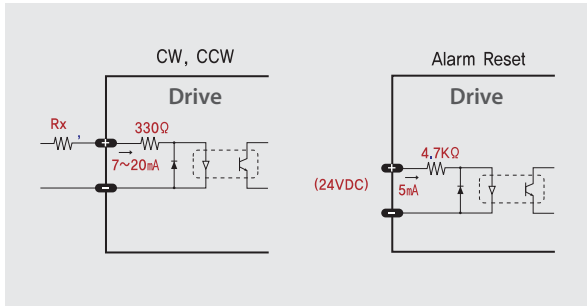 CW, CCW
Drive
Rx
330Ω
7~20mA
Alarm Reset
Drive
4.7KΩ
(24VDC)
5mA